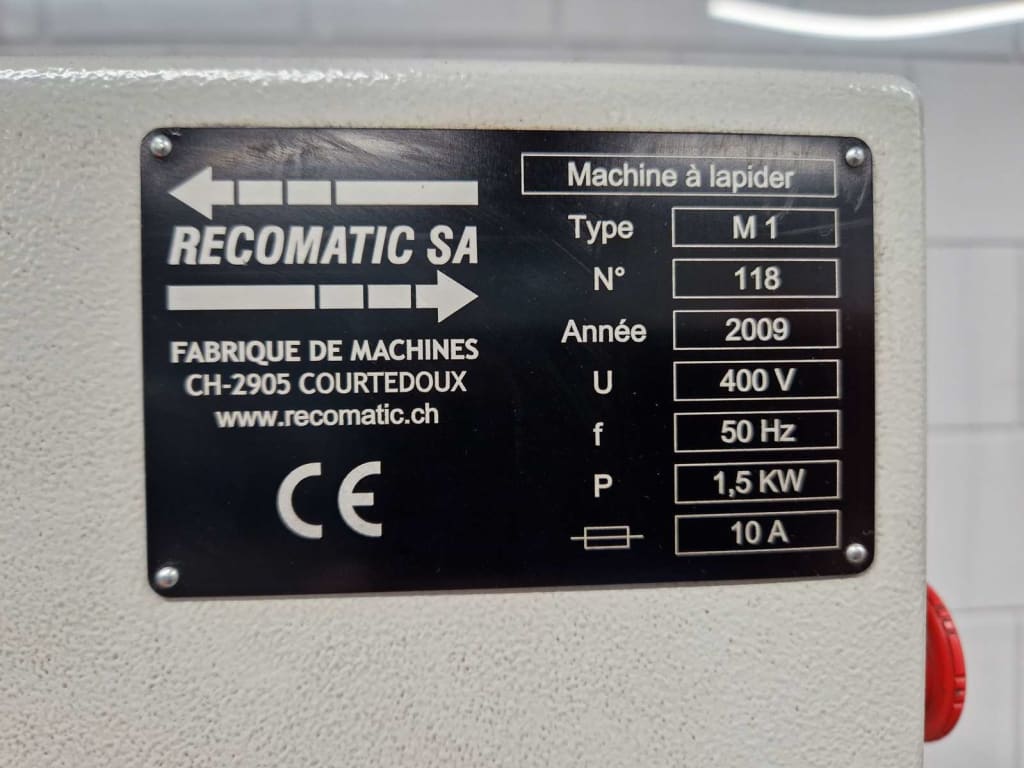 RECOMATIC SA
FABRIQUE DE MACHINES
CH-2905 COURTEDOUX
www.recomatic.ch
CE
Machine à lapider
Type M 1
N° 118
Année 2009
U 400 V
f 50 Hz
P 1,5 KW
10 A